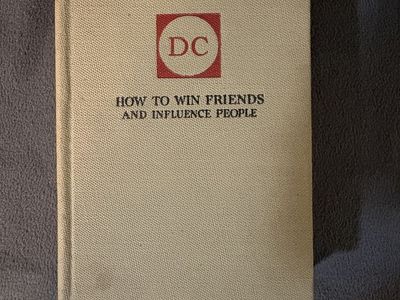 DC
HOW TO WIN FRIENDS
AND INFLUENCE PEOPLE